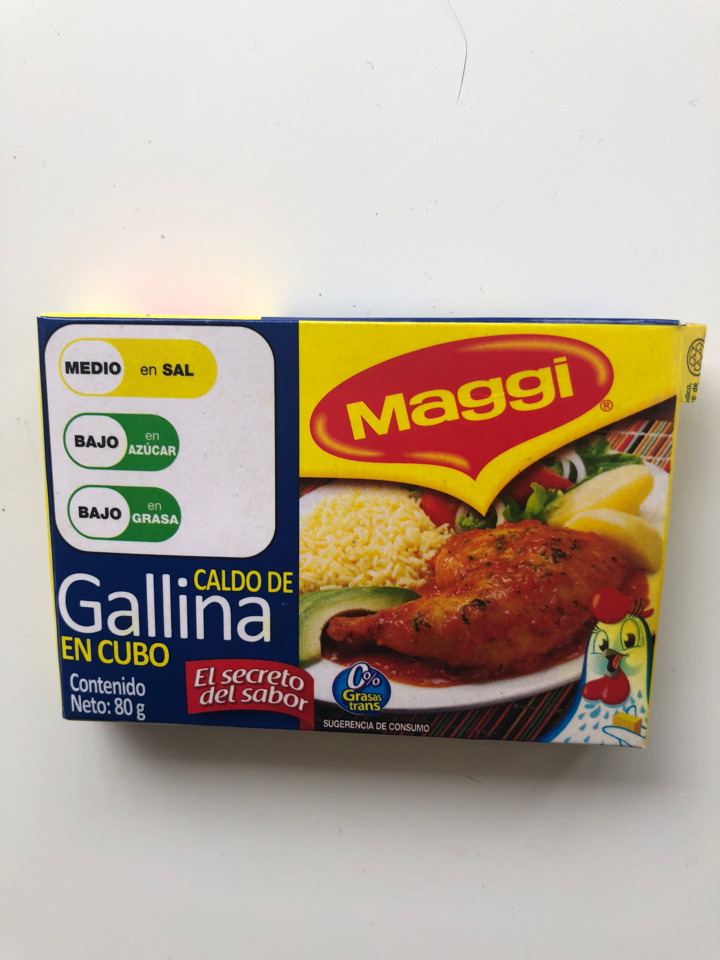 MEDIO en SAL
BAJO en AZÚCAR
BAJO en GRASA
CALDO DE
Gallina
EN CUBO
Contenido
Neto: 80 g
El secreto
del sabor
Maggi®
0%
Grasas
trans
SUGERENCIA DE CONSUMO